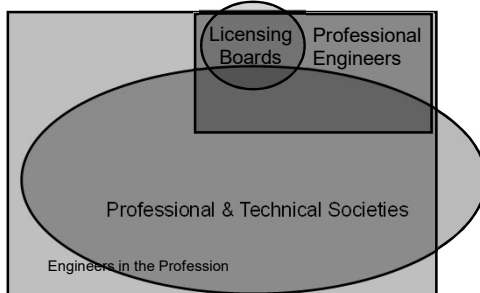 Licensing
Boards
Professional
Engineers
Professional & Technical Societies
Engineers in the Profession